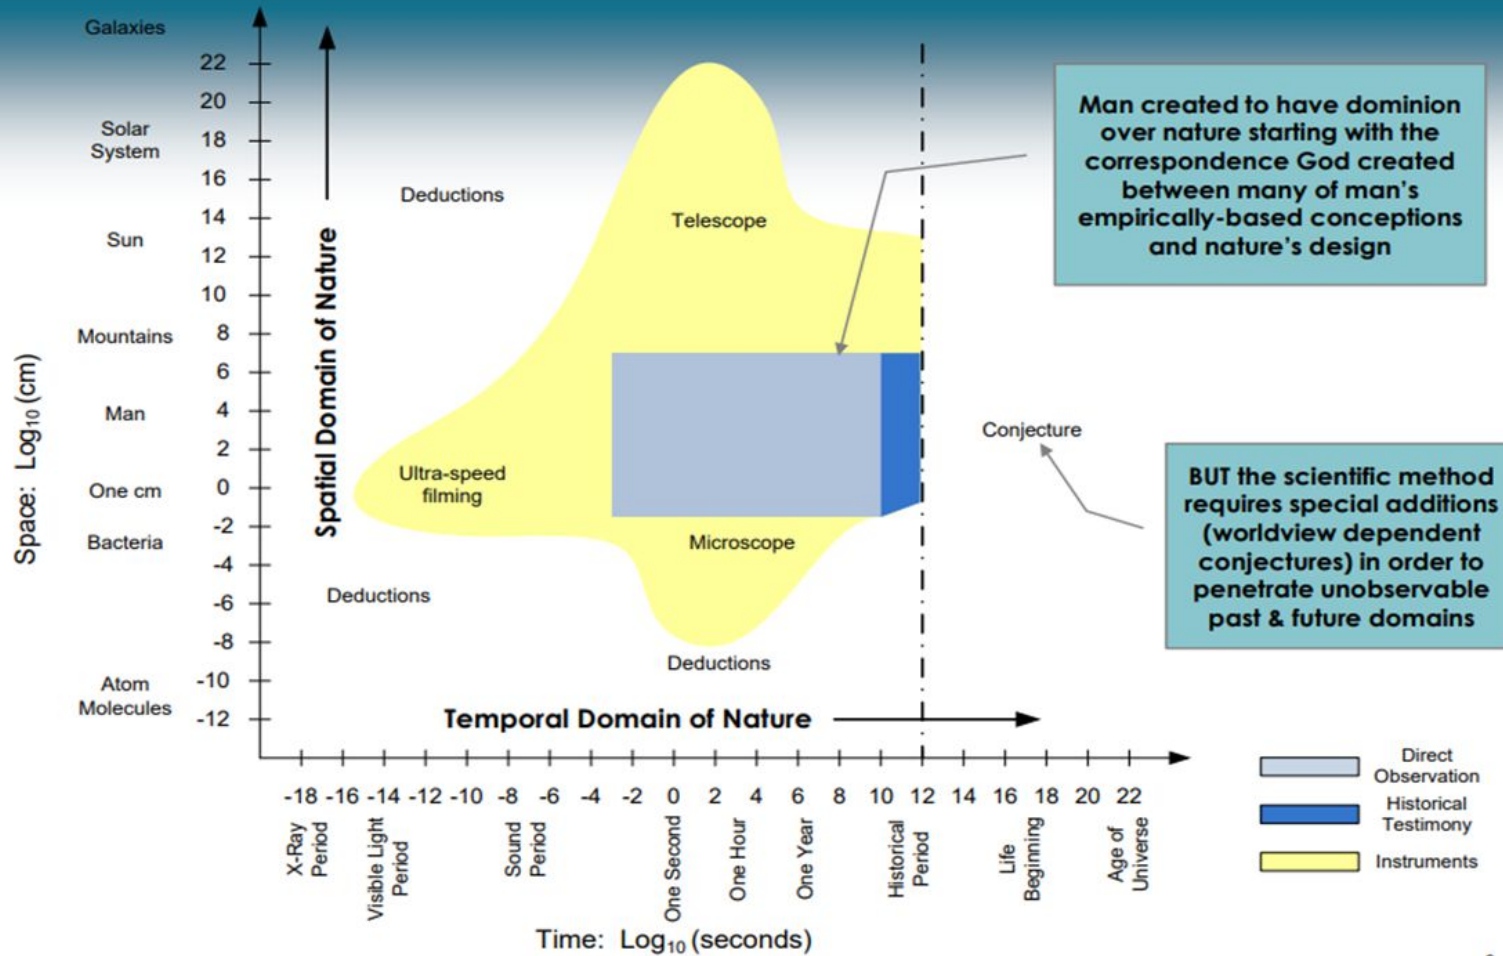 Galaxies
Solar
System
Sun
Mountains
Man
One cm
Bacteria
Atom
Molecules
Space: Log10 (cm)
22
20
18
16
14
12
10
8
6
4
2
0
-2
-4
-6
-8
-10
-12
Spatial Domain of Nature
Deductions
Telescope
Ultra-speed
filming
Microscope
Deductions
Deductions
Conjecture
Man created to have dominion
over nature starting with the
correspondence God created
between many of man's
empirically-based conceptions
and nature's design
BUT the scientific method
requires special additions
(worldview dependent
conjectures) in order to
penetrate unobservable
past & future domains
Temporal Domain of Nature
-18 -16 -14 -12 -10 -8 -6 -4 -2 0 2 4 6 8 10 12 14 16 18 20 22
X-Ray
Period
Visible Light
Period
Sound
Period
One Second
One Hour
One Year
Historical
Period
Life
Beginning
Age of
Universe
Time: Log10 (seconds)
Direct
Observation
Historical
Testimony
Instruments